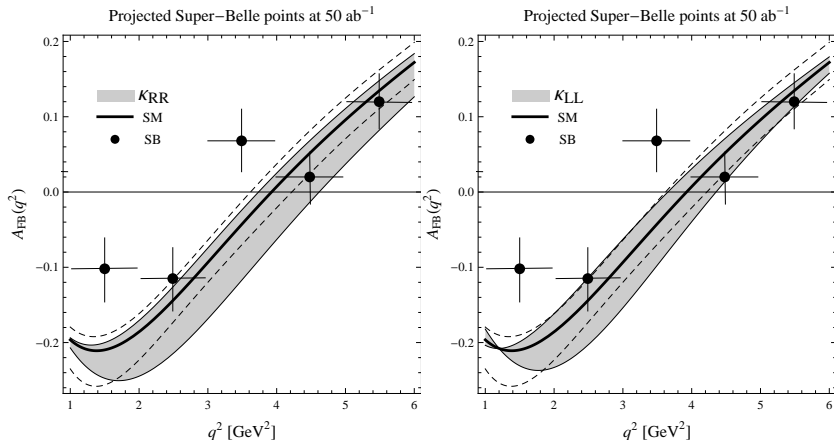 Projected Super−Belle points at 50 ab−1
0.2
0.1
0.0
−0.1
−0.2
AFB(q2)
κRR
SM
SB
1 2 3 4 5 6
q2 [GeV2]
Projected Super−Belle points at 50 ab−1
0.2
0.1
0.0
−0.1
−0.2
AFB(q2)
κLL
SM
SB
1 2 3 4 5 6
q2 [GeV2]